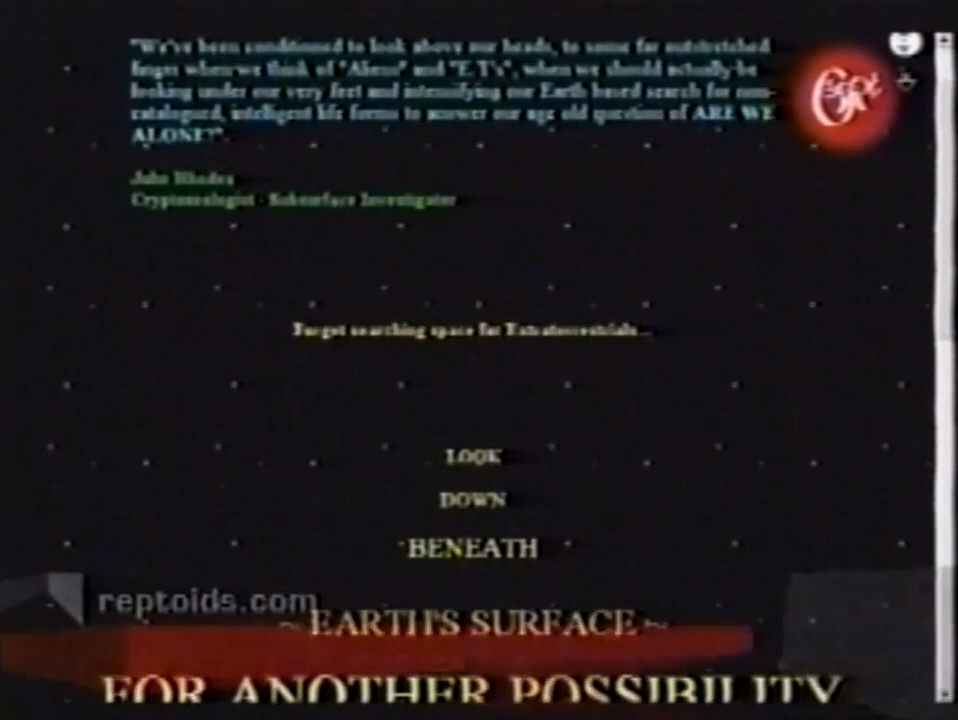 "We've been conditioned to look above our heads, to some far outstretched
finger when we think of "Aliens" and "E.T's", when we should actually be
looking under our very feet and intensifying our Earth based search for non-
catalogued, intelligent life forms to answer our age old question of ARE WE
ALONE?".
John Rhodes
Cryptozoologist - Subsurface Investigator
Forget searching space for Extraterrestrials...
LOOK
DOWN
BENEATH
reptoids.com
~ EARTH'S SURFACE ~
FOR ANOTHER POSSIBILITY